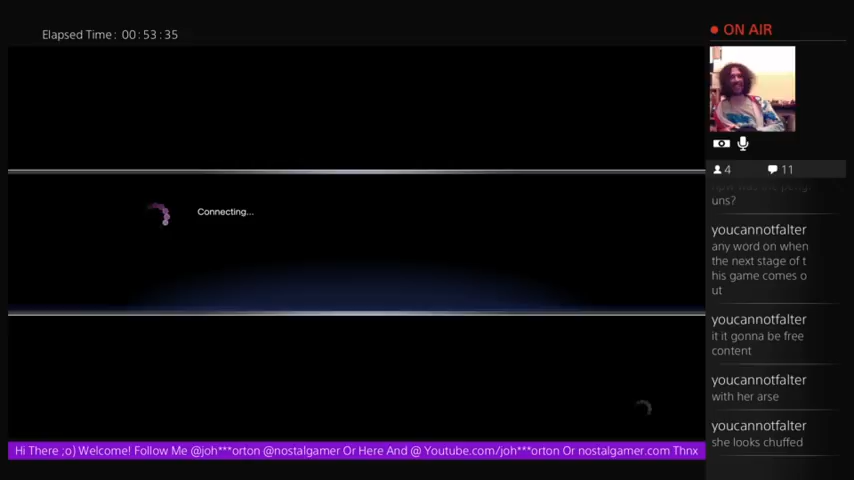 Elapsed Time: 00:53:35
ON AIR
4
11
uns?
youcannotfalter
any word on when
the next stage of t
his game comes o
ut
youcannotfalter
it it gonna be free
content
youcannotfalter
with her arse
youcannotfalter
she looks chuffed
Connecting...
Hi There ;o) Welcome! Follow Me @joh***orton @nostalgamer Or Here And @ Youtube.com/joh***orton Or nostalgamer.com Thnx